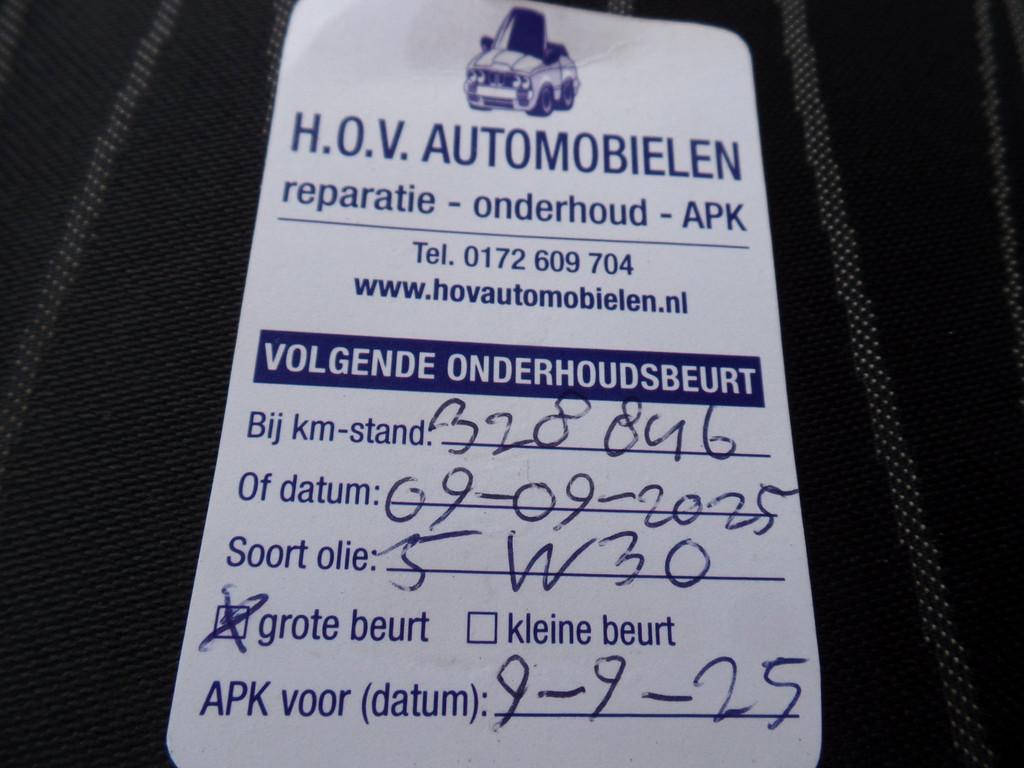 H.O.V. AUTOMOBIELEN
reparatie - onderhoud - APK
Tel. 0172 609 704
www.hovautomobielen.nl
VOLGENDE ONDERHOUDSBEURT
Bij km-stand: 328 846
Of datum: 09-09-2025
Soort olie: 5 W30
grote beurt kleine beurt
APK voor (datum): 9-9-25